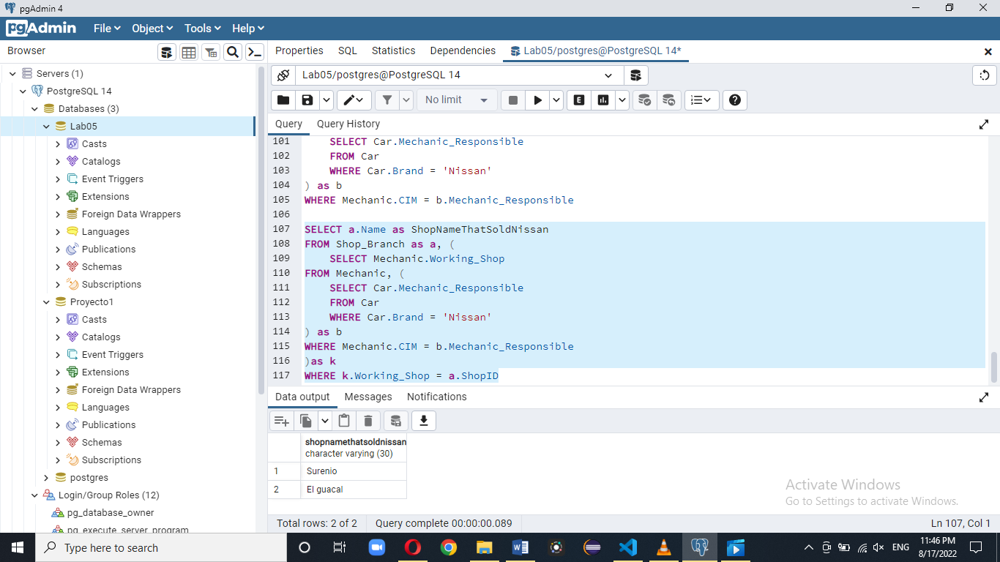 pgAdmin 4
pgAdmin File Object Tools Help
Browser
Properties SQL Statistics Dependencies Lab05/postgres@PostgreSQL 14*
Servers (1)
PostgreSQL 14
Databases (3)
Lab05
Casts
Catalogs
Event Triggers
Extensions
Foreign Data Wrappers
Languages
Publications
Schemas
Subscriptions
Proyecto1
Casts
Catalogs
Event Triggers
Extensions
Foreign Data Wrappers
Languages
Publications
Schemas
Subscriptions
postgres
Login/Group Roles (12)
pg_database_owner
pg_execute_server_program
Lab05/postgres@PostgreSQL 14
No limit
E
Query Query History
101 SELECT Car.Mechanic_Responsible
102 FROM Car
103 WHERE Car.Brand = 'Nissan'
104 ) as b
105 WHERE Mechanic.CIM = b.Mechanic_Responsible
106
107 SELECT a.Name as ShopNameThatSoldNissan
108 FROM Shop_Branch as a, (
109 SELECT Mechanic.Working_Shop
110 FROM Mechanic, (
111 SELECT Car.Mechanic_Responsible
112 FROM Car
113 WHERE Car.Brand = 'Nissan'
114 ) as b
115 WHERE Mechanic.CIM = b.Mechanic_Responsible
116 )as k
117 WHERE k.Working_Shop = a.ShopID
Data output Messages Notifications
shopnamethatsoldnissan
character varying (30)
1 Surenio
2 El guacal
Activate Windows
Go to Settings to activate Windows.
Total rows: 2 of 2 Query complete 00:00:00.089 Ln 107, Col 1
Type here to search
ENG
11:46 PM
8/17/2022